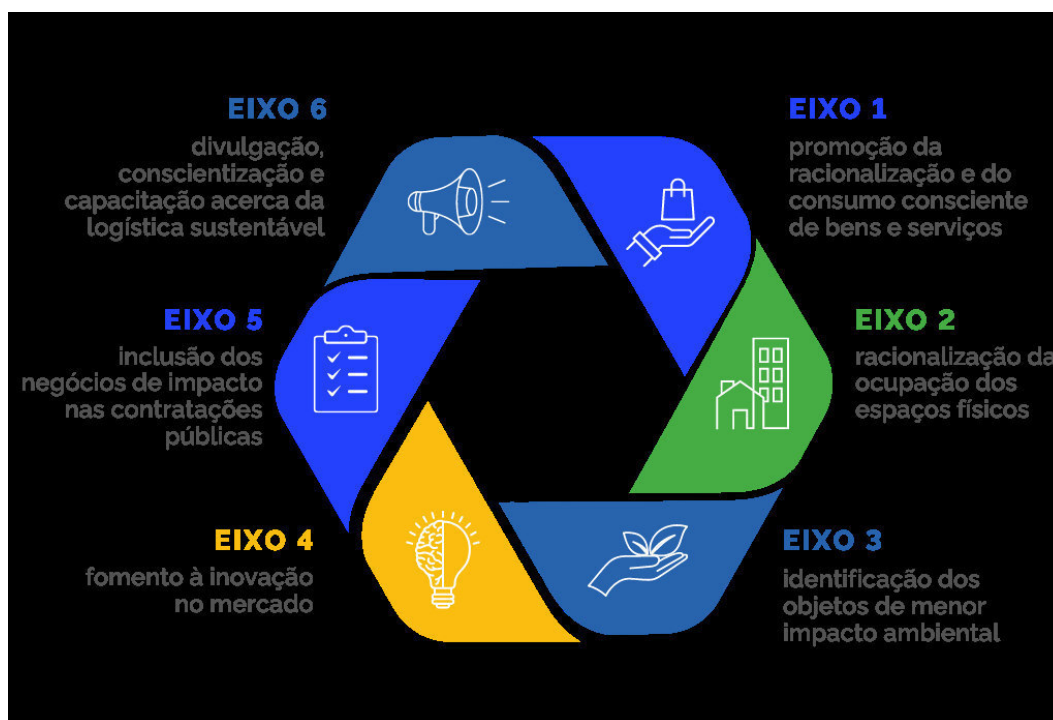 EIXO 1
promoção da
racionalização e do
consumo consciente
de bens e serviços
EIXO 2
racionalização da
ocupação dos
espaços físicos
EIXO 3
identificação dos
objetos de menor
impacto ambiental
EIXO 4
fomento à inovação
no mercado
EIXO 5
inclusão dos
negócios de impacto
nas contratações
públicas
EIXO 6
divulgação,
conscientização e
capacitação acerca da
logística sustentável